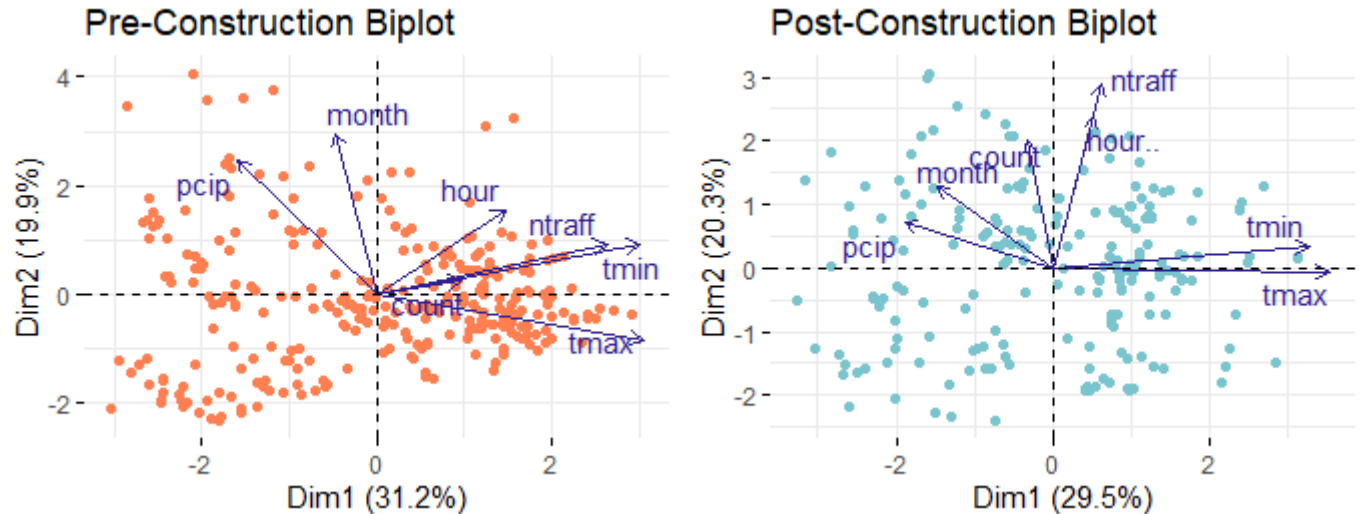 Pre-Construction Biplot
4
2
0
-2
Dim2 (19.9%)
month
pcip
hour
ntraff
tmin
count
tmax
-2
0
2
Dim1 (31.2%)
Post-Construction Biplot
3
2
1
0
-1
-2
Dim2 (20.3%)
ntraff
hour..
count
month
pcip
tmin
tmax
-2
0
2
Dim1 (29.5%)